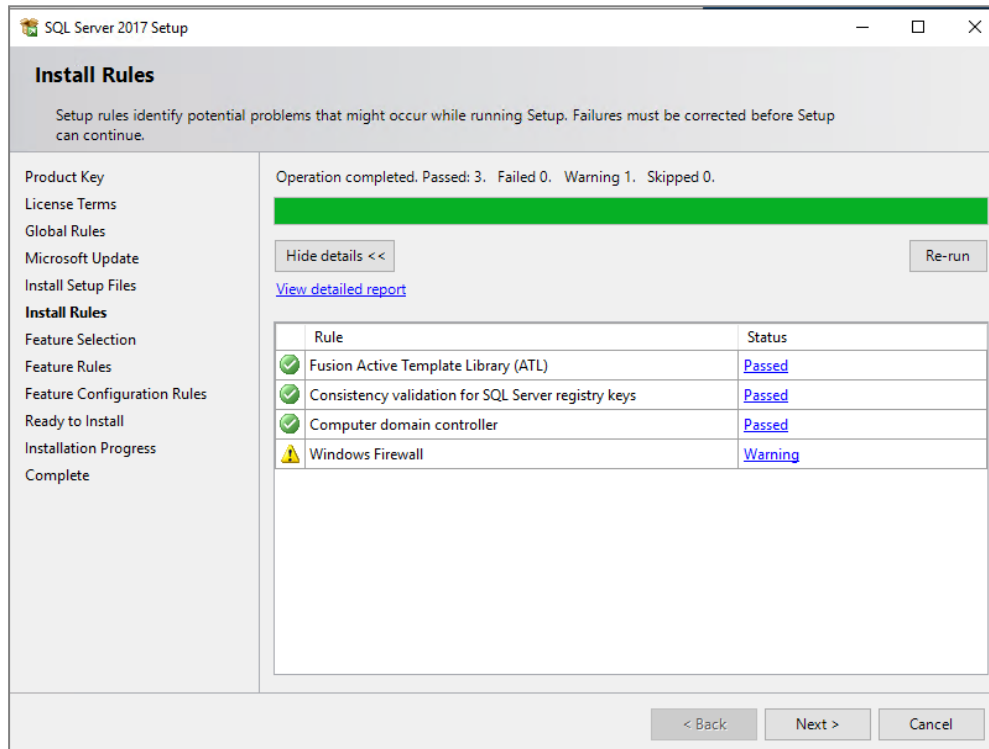 SQL Server 2017 Setup
Install Rules
Setup rules identify potential problems that might occur while running Setup. Failures must be corrected before Setup
can continue.
Product Key
License Terms
Global Rules
Microsoft Update
Install Setup Files
Install Rules
Feature Selection
Feature Rules
Feature Configuration Rules
Ready to Install
Installation Progress
Complete
Operation completed. Passed: 3.   Failed 0.   Warning 1.   Skipped 0.
Hide details <<
Re-run
View detailed report
Rule Status
Fusion Active Template Library (ATL) Passed
Consistency validation for SQL Server registry keys Passed
Computer domain controller Passed
Windows Firewall Warning
< Back Next > Cancel